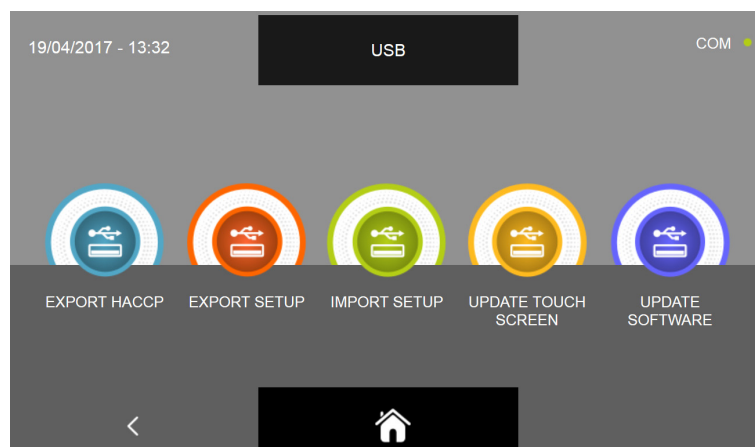 19/04/2017 - 13:32
USB
COM
EXPORT HACCP
EXPORT SETUP
IMPORT SETUP
UPDATE TOUCH
SCREEN
UPDATE
SOFTWARE